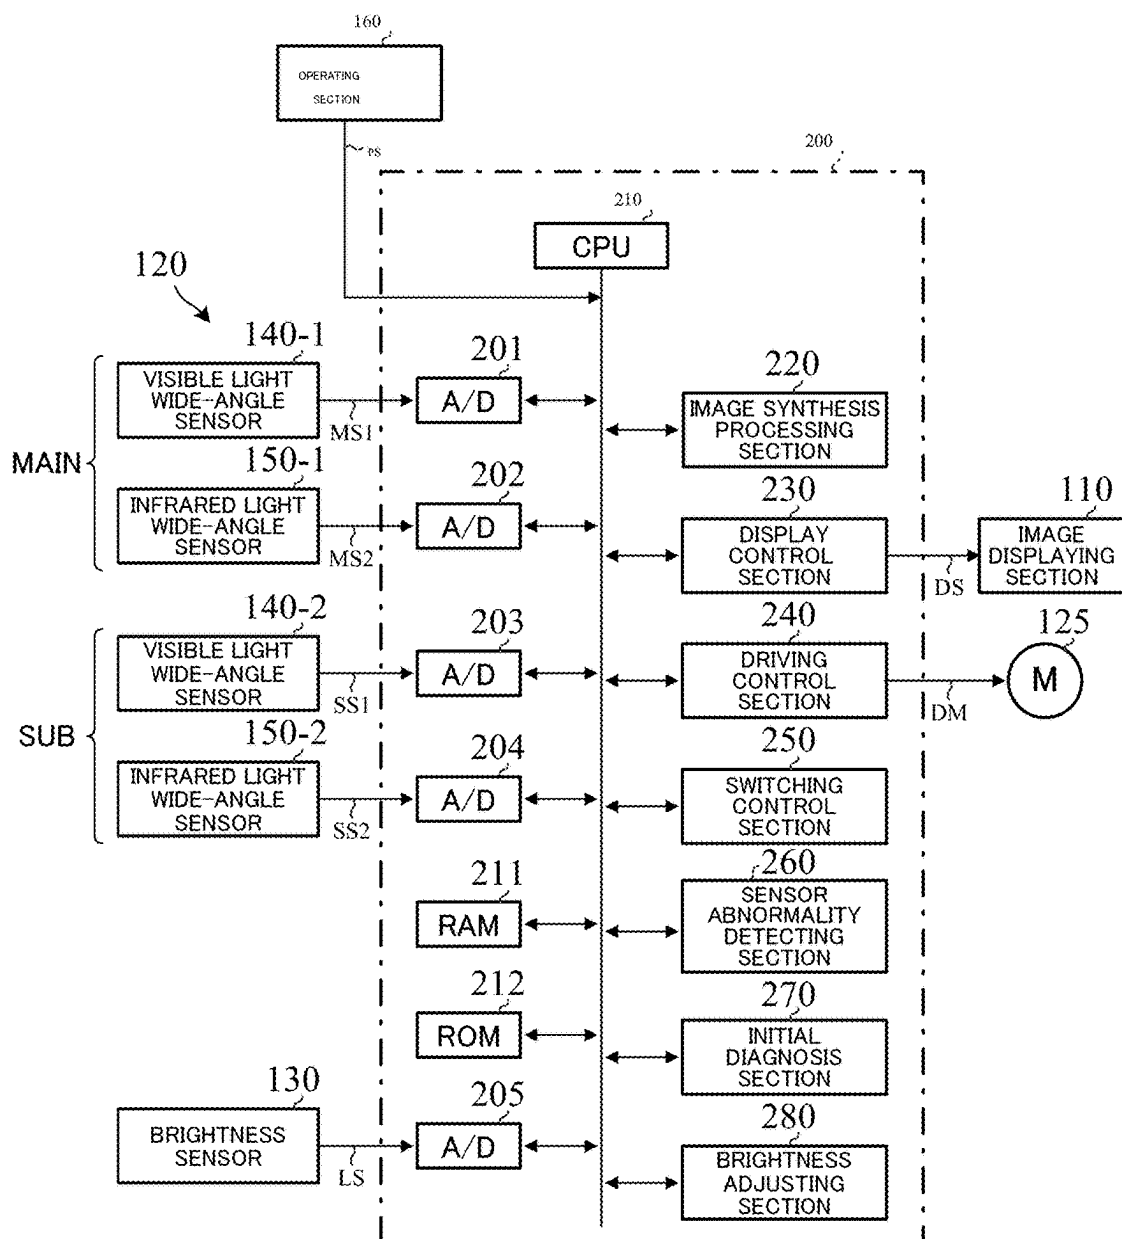 160
OPERATING
SECTION
PS
200
210
CPU
120
MAIN
140-1
VISIBLE LIGHT
WIDE-ANGLE
SENSOR
MS1
201
A/D
150-1
INFRARED LIGHT
WIDE-ANGLE
SENSOR
MS2
202
A/D
SUB
140-2
VISIBLE LIGHT
WIDE-ANGLE
SENSOR
SS1
203
A/D
150-2
INFRARED LIGHT
WIDE-ANGLE
SENSOR
SS2
204
A/D
211
RAM
212
ROM
130
BRIGHTNESS
SENSOR
LS
205
A/D
220
IMAGE SYNTHESIS
PROCESSING
SECTION
230
DISPLAY
CONTROL
SECTION
DS
110
IMAGE
DISPLAYING
SECTION
240
DRIVING
CONTROL
SECTION
DM
125
M
250
SWITCHING
CONTROL
SECTION
260
SENSOR
ABNORMALITY
DETECTING
SECTION
270
INITIAL
DIAGNOSIS
SECTION
280
BRIGHTNESS
ADJUSTING
SECTION